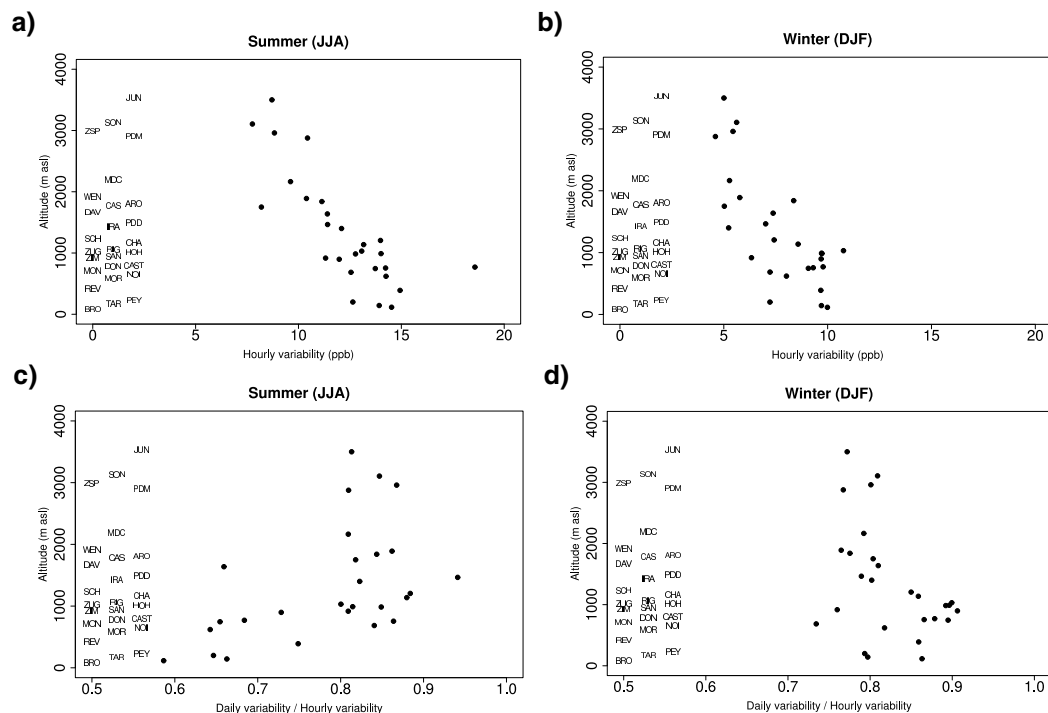 a)
Summer (JJA)
Altitude (m asl)
0 1000 2000 3000 4000
JUN
SON
ZSP PDM
MDC
WEN
CAS ARO
DAV
IRA PDD
SCH CHA
ZUG RIG HOH
ZIM SAN
DON CAST
MON NOI
MOR
REV
TAR PEY
BRO
0 5 10 15 20
Hourly variability (ppb)
b)
Winter (DJF)
Altitude (m asl)
0 1000 2000 3000 4000
JUN
SON
ZSP PDM
MDC
WEN
CAS ARO
DAV
IRA PDD
SCH CHA
ZUG RIG HOH
ZIM SAN
DON CAST
MON NOI
MOR
REV
TAR PEY
BRO
0 5 10 15 20
Hourly variability (ppb)
c)
Summer (JJA)
Altitude (m asl)
0 1000 2000 3000 4000
JUN
SON
ZSP PDM
MDC
WEN
CAS ARO
DAV
IRA PDD
SCH CHA
ZUG RIG HOH
ZIM SAN
DON CAST
MON NOI
MOR
REV
TAR PEY
BRO
0.5 0.6 0.7 0.8 0.9 1.0
Daily variability / Hourly variability
d)
Winter (DJF)
Altitude (m asl)
0 1000 2000 3000 4000
JUN
SON
ZSP PDM
MDC
WEN
CAS ARO
DAV
IRA PDD
SCH CHA
ZUG RIG HOH
ZIM SAN
DON CAST
MON NOI
MOR
REV
TAR PEY
BRO
0.5 0.6 0.7 0.8 0.9 1.0
Daily variability / Hourly variability